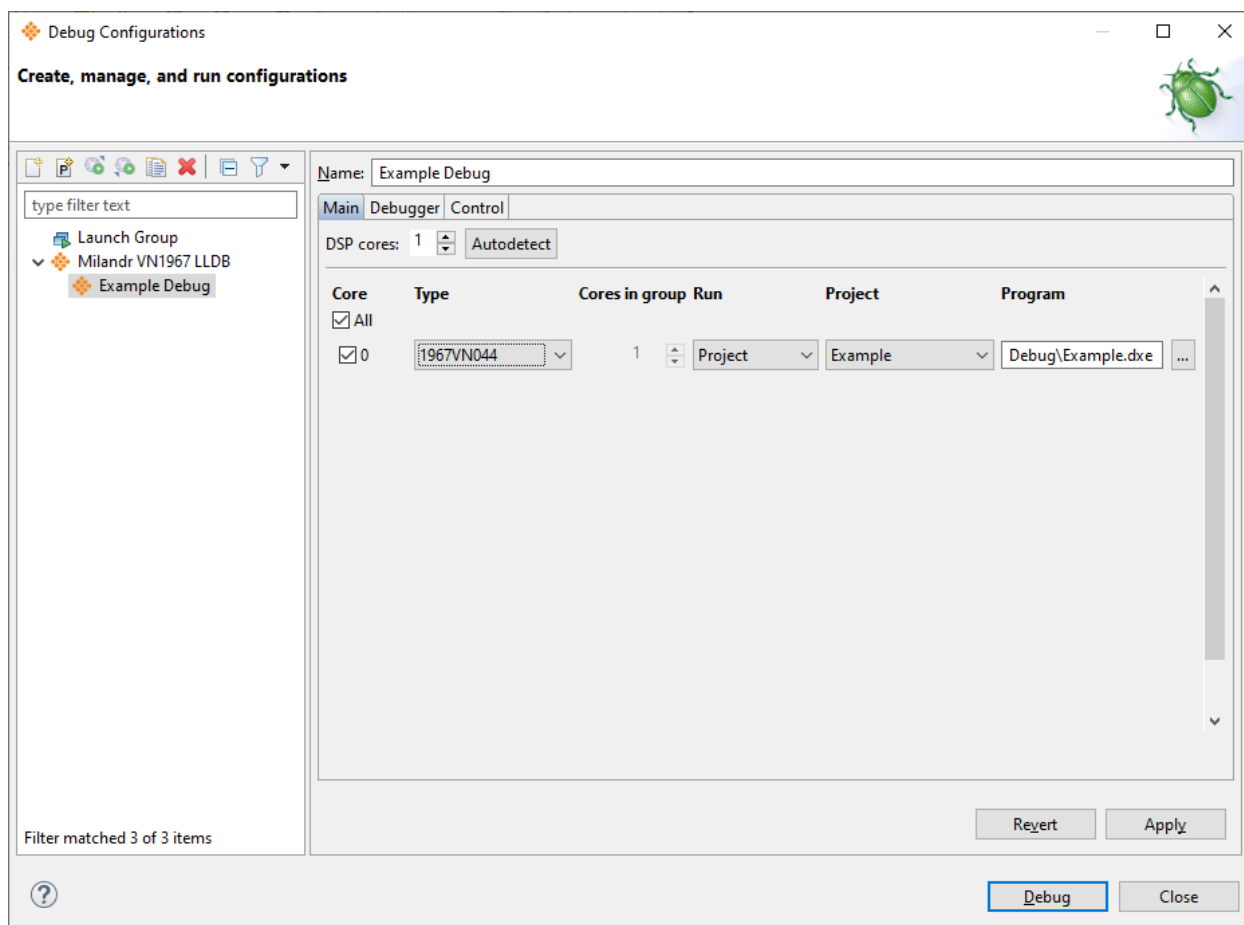 Debug Configurations
Create, manage, and run configurations
type filter text
Launch Group
Milandr VN1967 LLDB
Example Debug
Filter matched 3 of 3 items
Name: Example Debug
Main Debugger Control
DSP cores: 1 Autodetect
Core Type Cores in group Run Project Program
All
0 1967VN044 1 Project Example Debug\Example.dxe ...
Revert Apply
? Debug Close